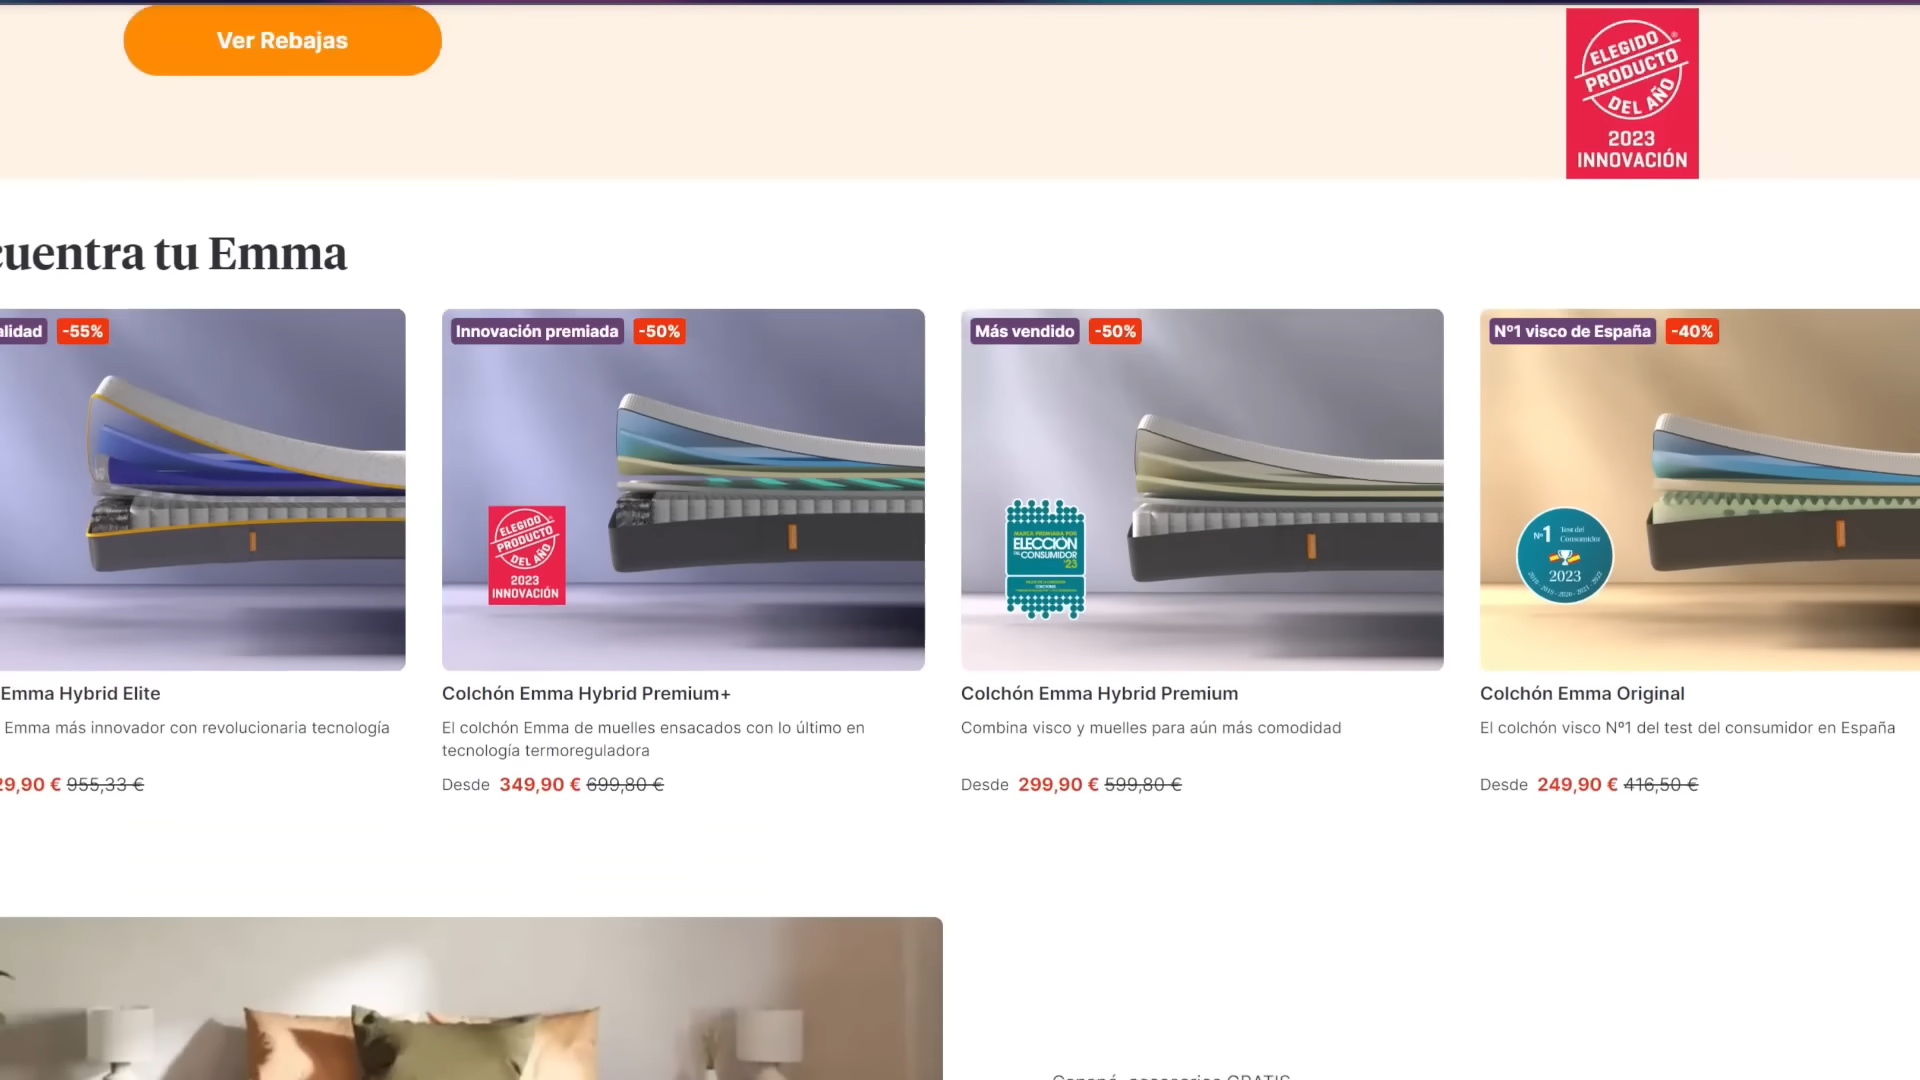 Ver Rebajas
ELEGIDO
PRODUCTO
DEL AÑO
2023
INNOVACIÓN
cuentra tu Emma
alidad -55%
Innovación premiada -50%
Más vendido -50%
Nº1 visco de España -40%
ELEGIDO
PRODUCTO
DEL AÑO
2023
INNOVACIÓN
MARCA PREMIADA POR
ELECCIÓN
DEL CONSUMIDOR
'23
Nº1 Test del
Consumidor
2023
Emma Hybrid Elite
Emma más innovador con revolucionaria tecnología
29,90 € 955,33 €
Colchón Emma Hybrid Premium+
El colchón Emma de muelles ensacados con lo último en
tecnología termoreguladora
Desde 349,90 € 699,80 €
Colchón Emma Hybrid Premium
Combina visco y muelles para aún más comodidad
Desde 299,90 € 599,80 €
Colchón Emma Original
El colchón visco Nº1 del test del consumidor en España
Desde 249,90 € 416,50 €